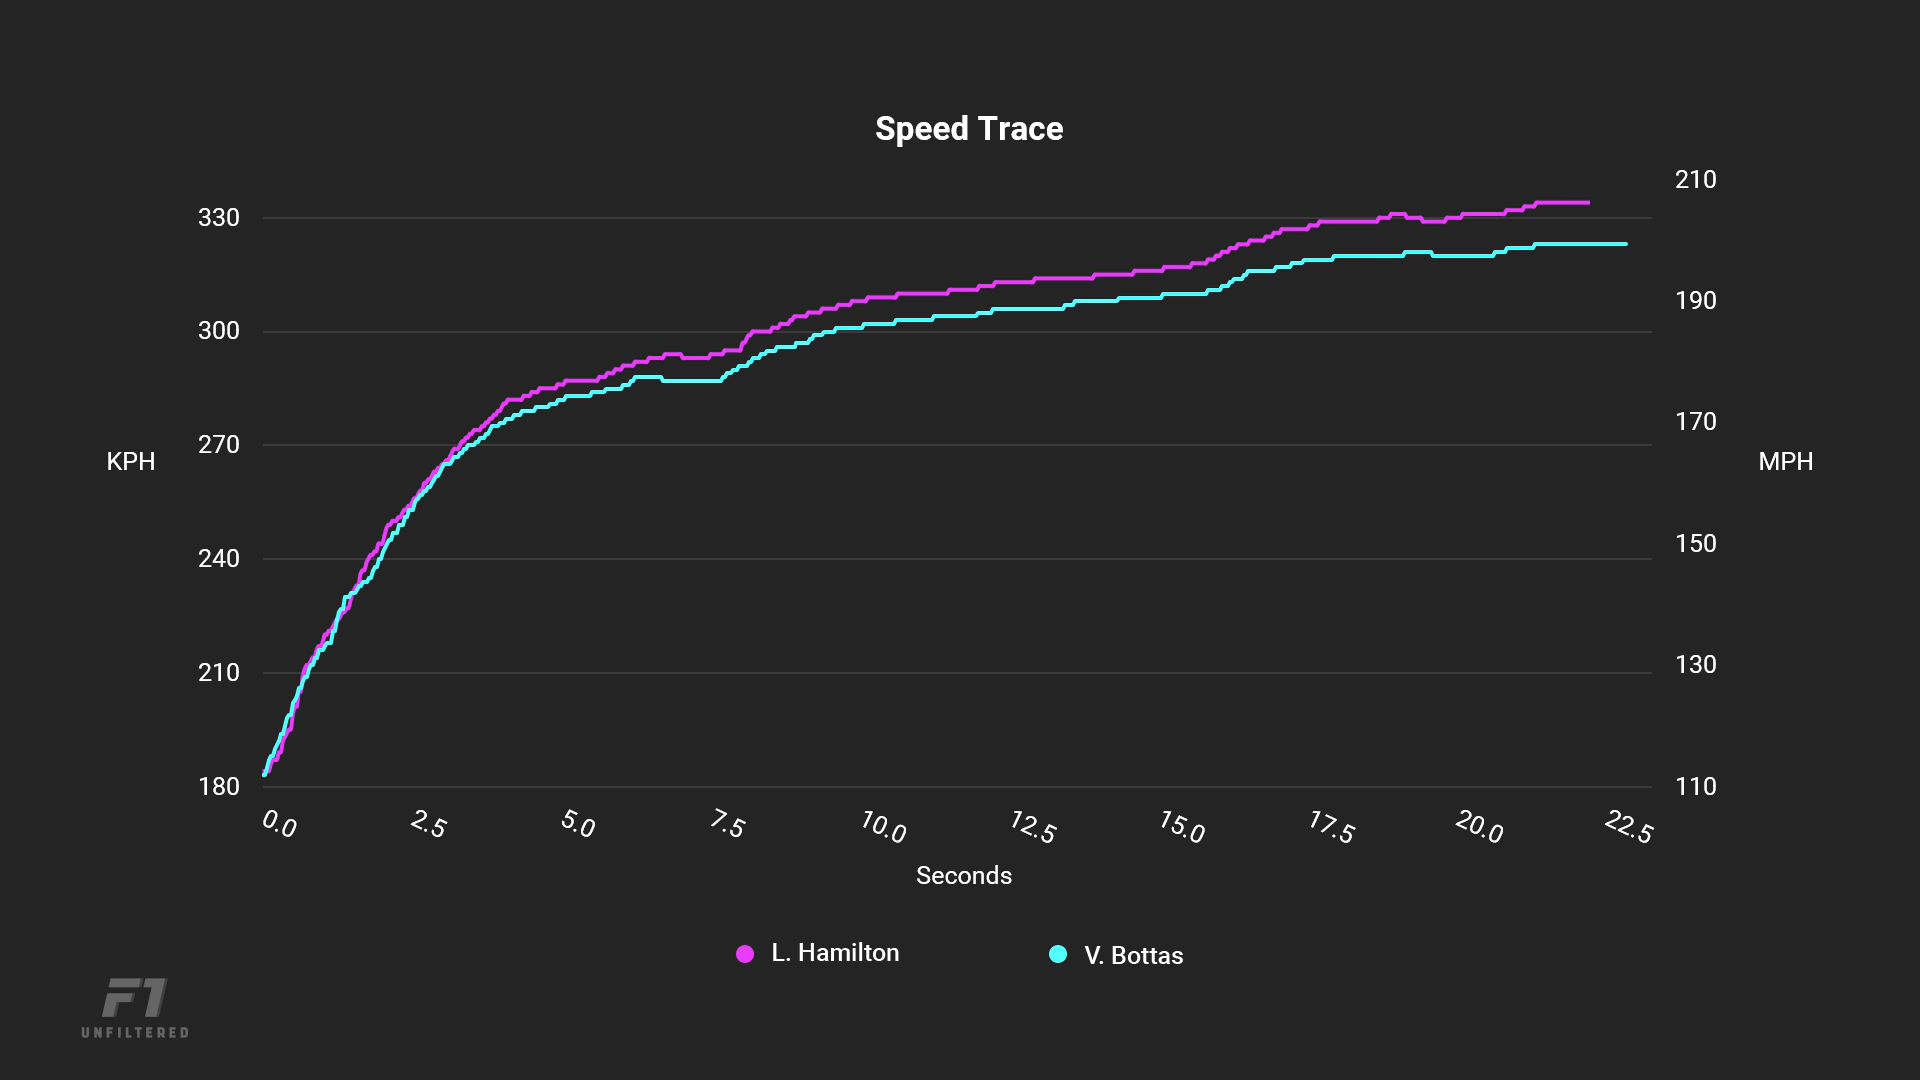 Speed Trace
330
300
270
240
210
180
KPH
210
190
170
150
130
110
MPH
0.0 2.5 5.0 7.5 10.0 12.5 15.0 17.5 20.0 22.5
Seconds
L. Hamilton V. Bottas
F1
UNFILTERED